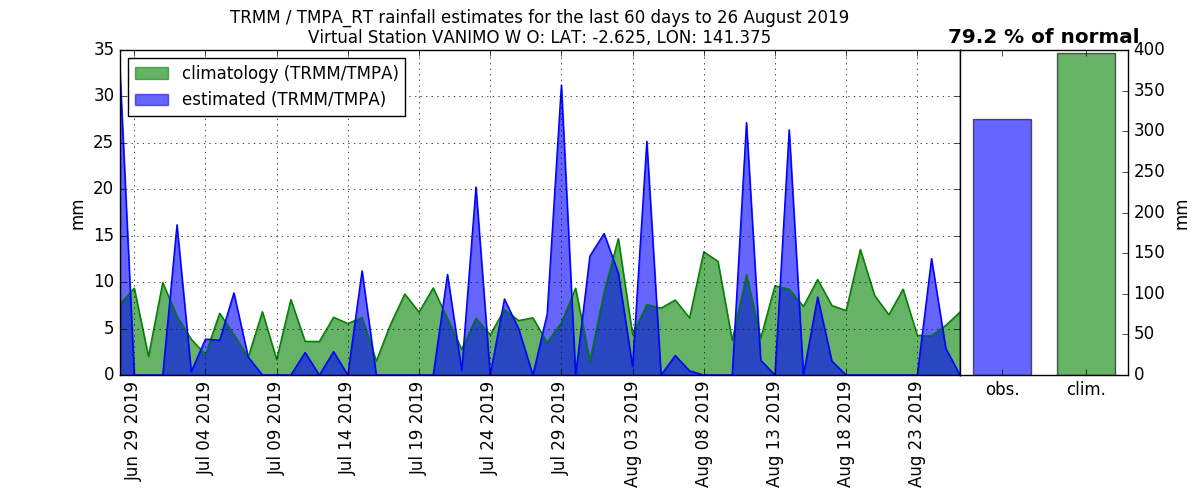 TRMM / TMPA_RT rainfall estimates for the last 60 days to 26 August 2019
Virtual Station VANIMO W O: LAT: -2.625, LON: 141.375
79.2 % of normal
climatology (TRMM/TMPA)
estimated (TRMM/TMPA)
mm
35
30
25
20
15
10
5
0
Jun 29 2019
Jul 04 2019
Jul 09 2019
Jul 14 2019
Jul 19 2019
Jul 24 2019
Jul 29 2019
Aug 03 2019
Aug 08 2019
Aug 13 2019
Aug 18 2019
Aug 23 2019
obs.
clim.
400
350
300
250
200
150
100
50
0
mm